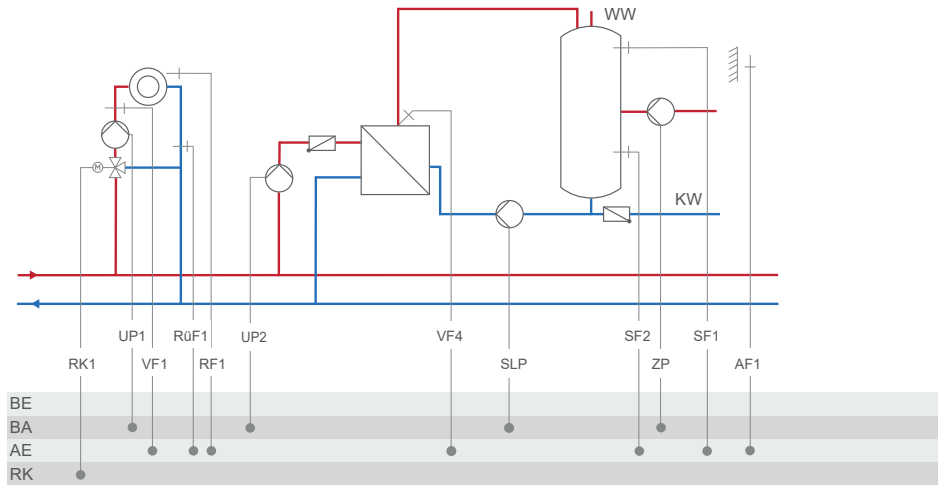 WW
M
KW
UP1
RüF1
UP2
VF4
SF2
SF1
RK1
VF1
RF1
SLP
ZP
AF1
BE
BA
AE
RK